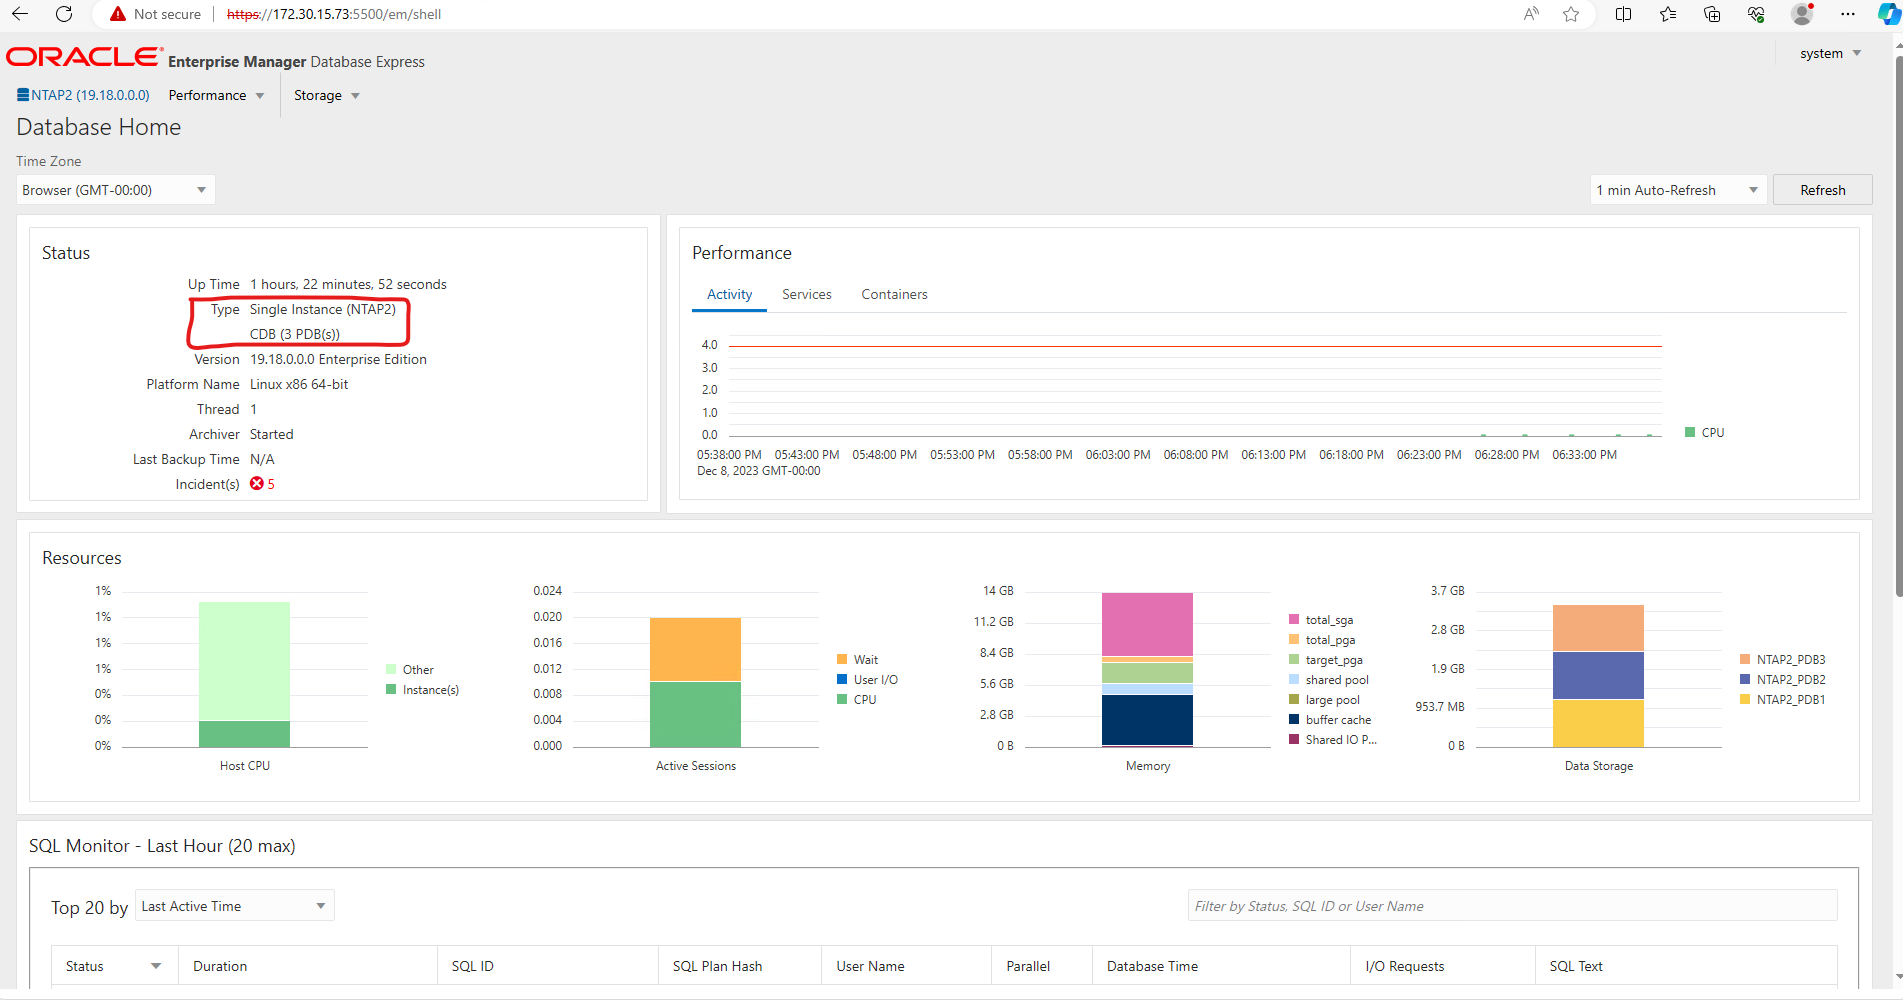 Not secure https://172.30.15.73:5500/em/shell
ORACLE Enterprise Manager Database Express
system
NTAP2 (19.18.0.0.0) Performance Storage
Database Home
Time Zone
Browser (GMT-00:00)
1 min Auto-Refresh Refresh
Status
Up Time 1 hours, 22 minutes, 52 seconds
Type Single Instance (NTAP2)
CDB (3 PDB(s))
Version 19.18.0.0.0 Enterprise Edition
Platform Name Linux x86 64-bit
Thread 1
Archiver Started
Last Backup Time N/A
Incident(s) 5
Performance
Activity Services Containers
4.0
3.0
2.0
1.0
0.0
05:38:00 PM 05:43:00 PM 05:48:00 PM 05:53:00 PM 05:58:00 PM 06:03:00 PM 06:08:00 PM 06:13:00 PM 06:18:00 PM 06:23:00 PM 06:28:00 PM 06:33:00 PM
Dec 8, 2023 GMT-00:00
CPU
Resources
1%
1%
1%
1%
0%
0%
0%
Host CPU
Other
Instance(s)
0.024
0.020
0.016
0.012
0.008
0.004
0.000
Active Sessions
Wait
User I/O
CPU
14 GB
11.2 GB
8.4 GB
5.6 GB
2.8 GB
0 B
Memory
total_sga
total_pga
target_pga
shared pool
large pool
buffer cache
Shared IO P...
3.7 GB
2.8 GB
1.9 GB
953.7 MB
0 B
Data Storage
NTAP2_PDB3
NTAP2_PDB2
NTAP2_PDB1
SQL Monitor - Last Hour (20 max)
Top 20 by Last Active Time
Filter by Status, SQL ID or User Name
Status Duration SQL ID SQL Plan Hash User Name Parallel Database Time I/O Requests SQL Text